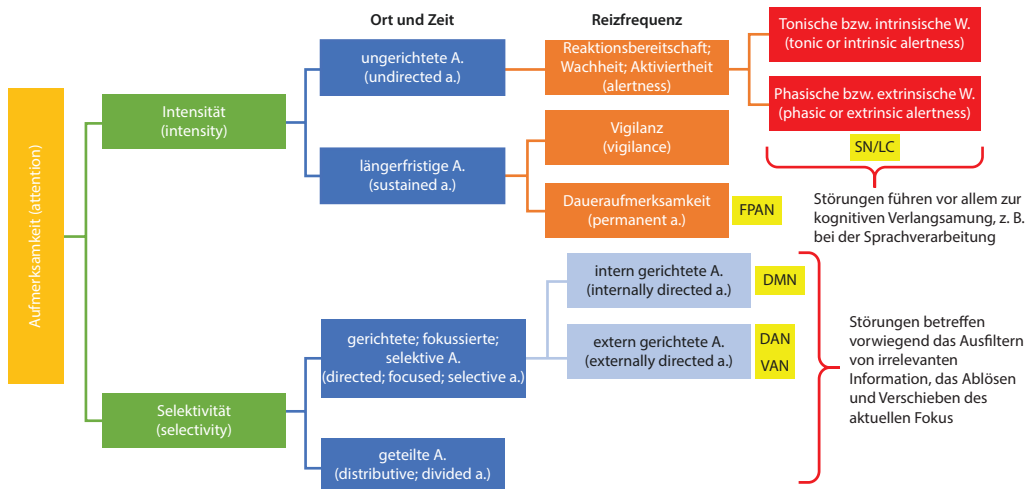 Ort und Zeit
Reizfrequenz
Aufmerksamkeit (attention)
Intensität
(intensity)
ungerichtete A.
(undirected a.)
Reaktionsbereitschaft;
Wachheit; Aktiviertheit
(alertness)
Tonische bzw. intrinsische W.
(tonic or intrinsic alertness)
Phasische bzw. extrinsische W.
(phasic or extrinsic alertness)
SN/LC
längerfristige A.
(sustained a.)
Vigilanz
(vigilance)
Daueraufmerksamkeit
(permanent a.)
FPAN
Störungen führen vor allem zur
kognitiven Verlangsamung, z. B.
bei der Sprachverarbeitung
Selektivität
(selectivity)
gerichtete; fokussierte;
selektive A.
(directed; focused; selective a.)
intern gerichtete A.
(internally directed a.)
DMN
extern gerichtete A.
(externally directed a.)
DAN
VAN
geteilte A.
(distributive; divided a.)
Störungen betreffen
vorwiegend das Ausfiltern
von irrelevanten
Information, das Ablösen
und Verschieben des
aktuellen Fokus